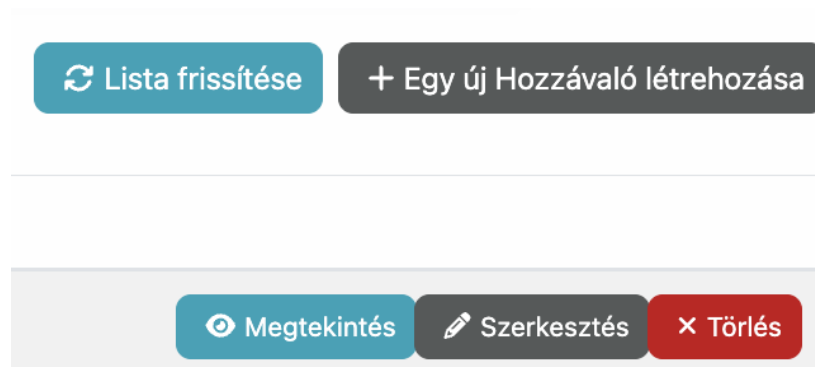 Lista frissítése + Egy új Hozzávaló létrehozása
Megtekintés Szerkesztés × Törlés